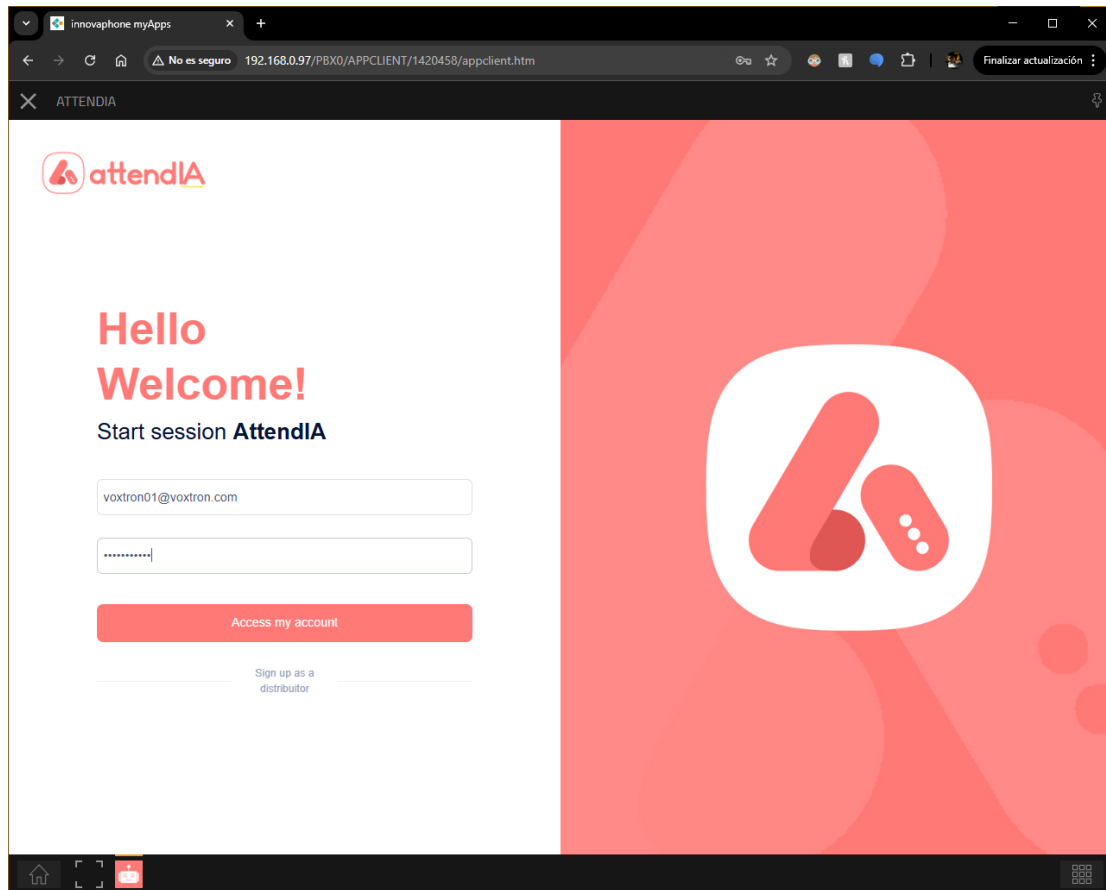 innovaphone myApps
No es seguro
192.168.0.97/PBX0/APPCLIENT/1420458/appclient.htm
Finalizar actualización
ATTENDIA
attendIA
Hello
Welcome!
Start session AttendIA
voxtron01@voxtron.com
•••••••••••
Access my account
Sign up as a
distribuitor